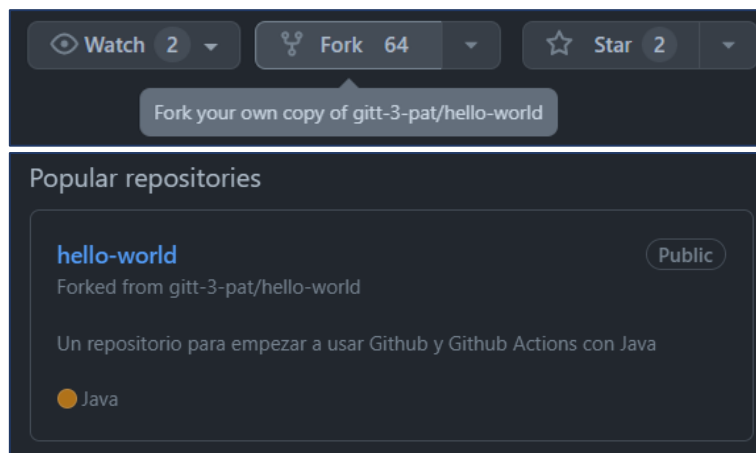 Watch 2 Fork 64 Star 2
Fork your own copy of gitt-3-pat/hello-world
Popular repositories
hello-world Public
Forked from gitt-3-pat/hello-world
Un repositorio para empezar a usar Github y Github Actions con Java
Java